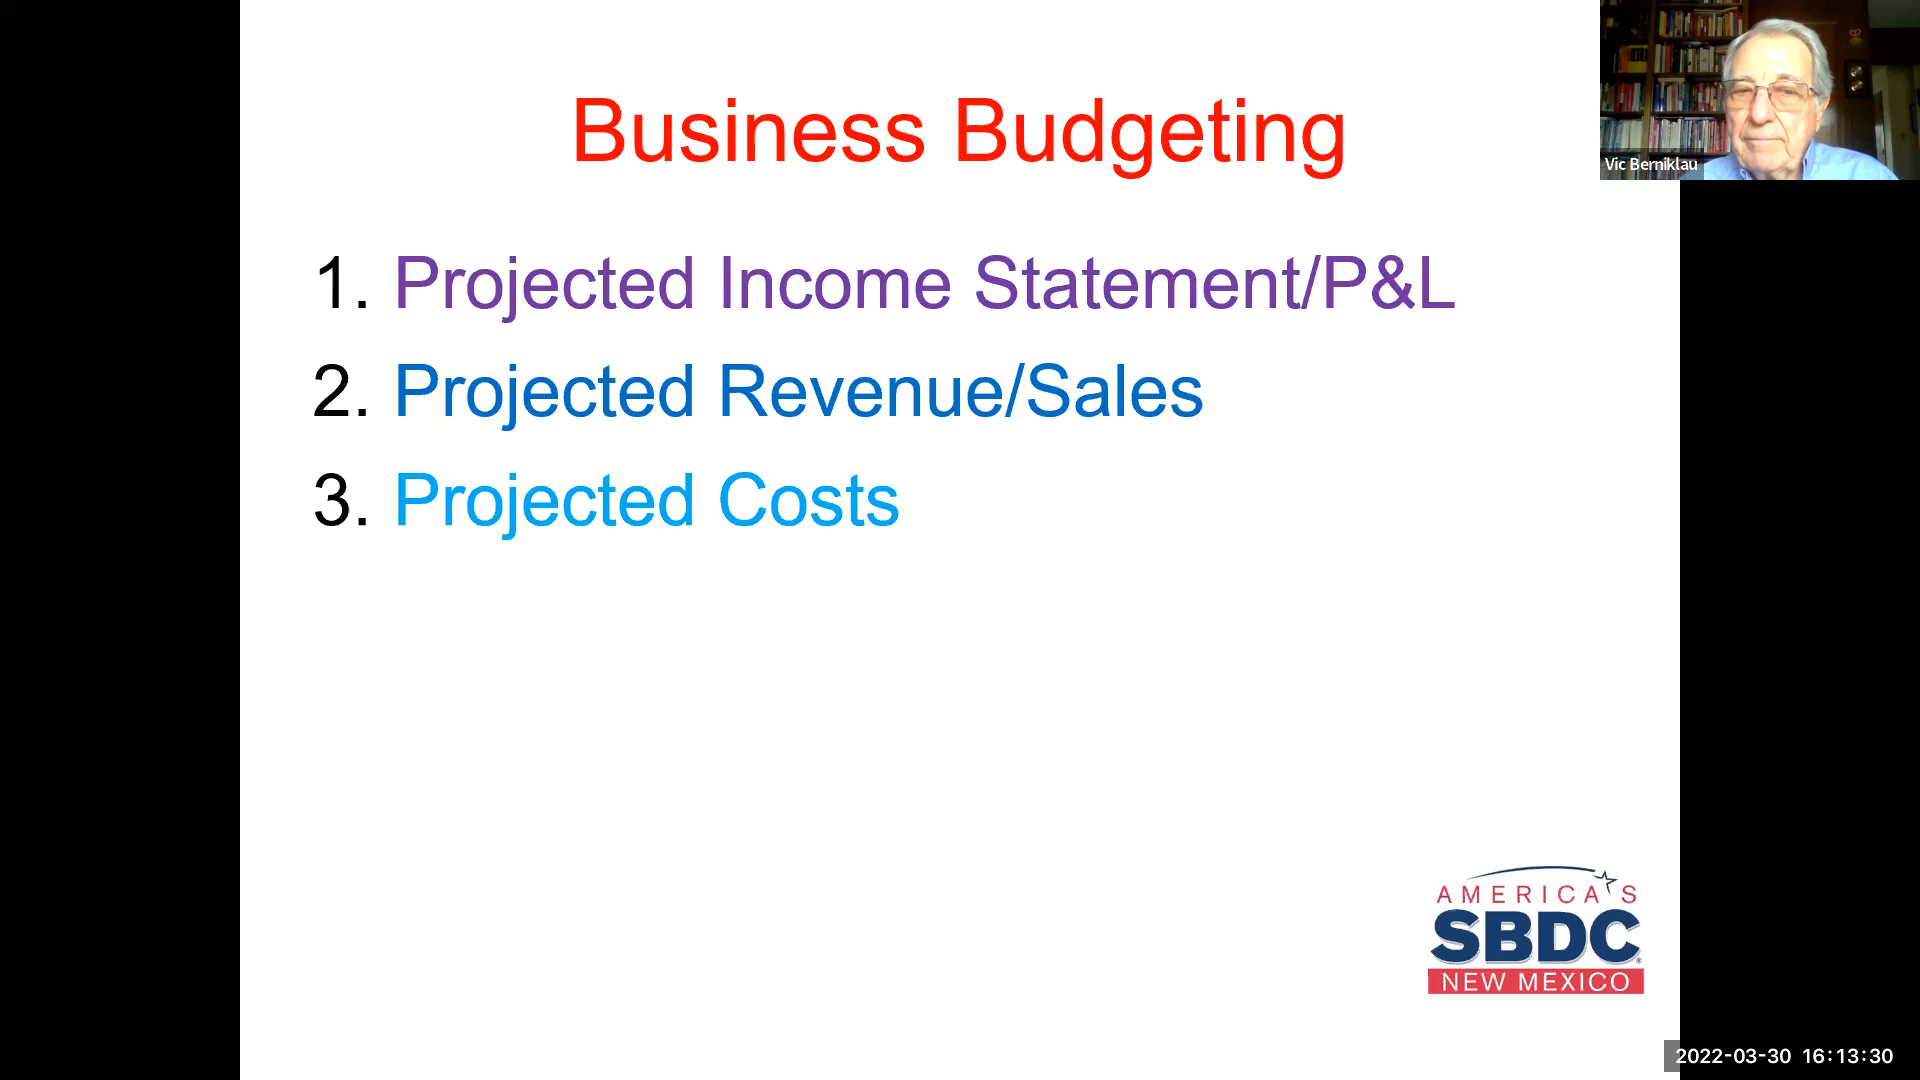 Business Budgeting
Vic Berniklau
1. Projected Income Statement/P&L
2. Projected Revenue/Sales
3. Projected Costs
AMERICA'S
SBDC
NEW MEXICO
2022-03-30 16:13:30